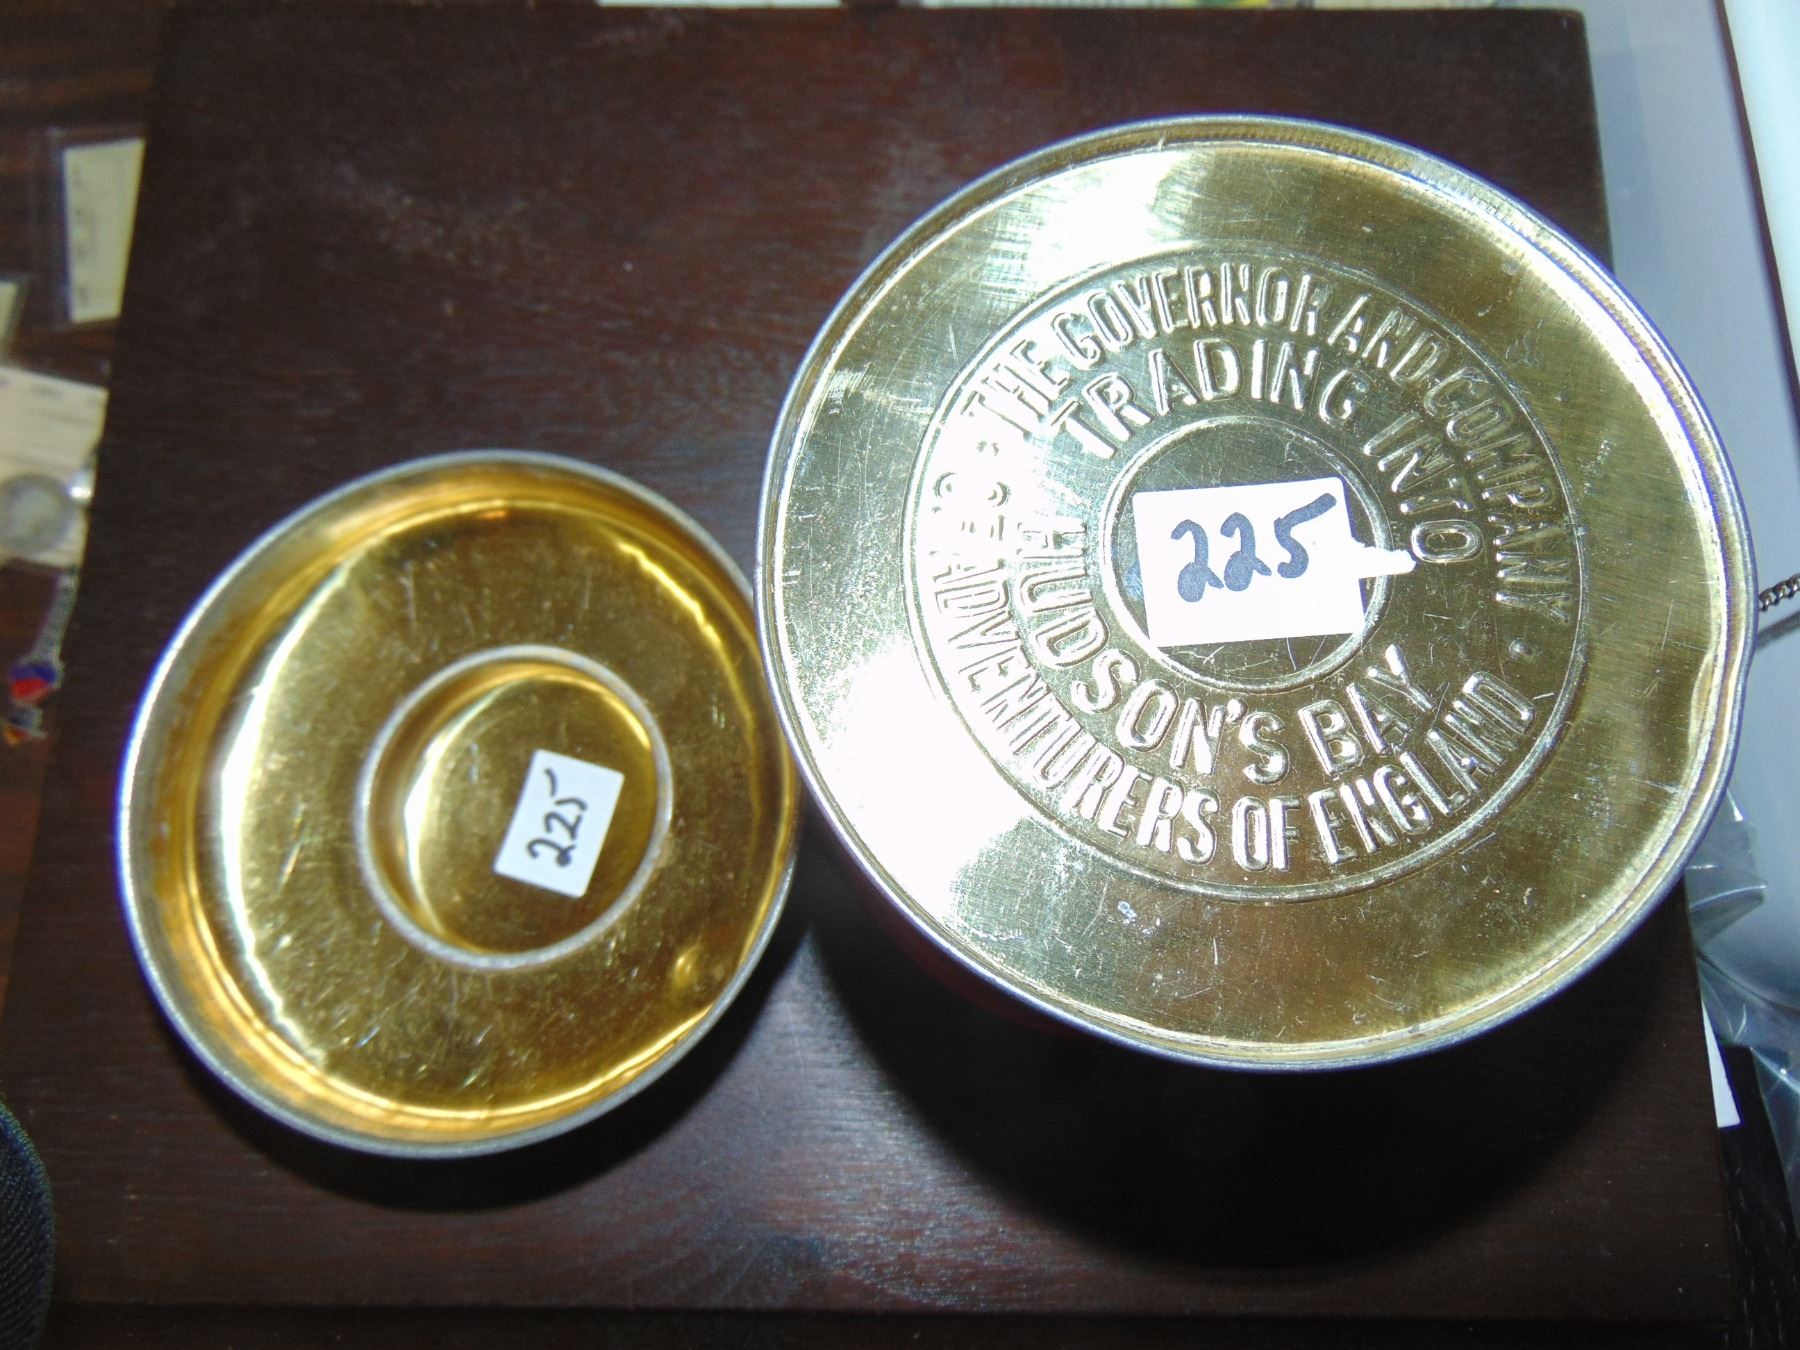 • THE GOVERNOR AND COMPANY •
ADVENTURERS OF ENGLAND
TRADING INTO
HUDSON'S BAY
225
225